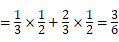 = 1/3 × 1/2 + 2/3 × 1/2 = 3/6